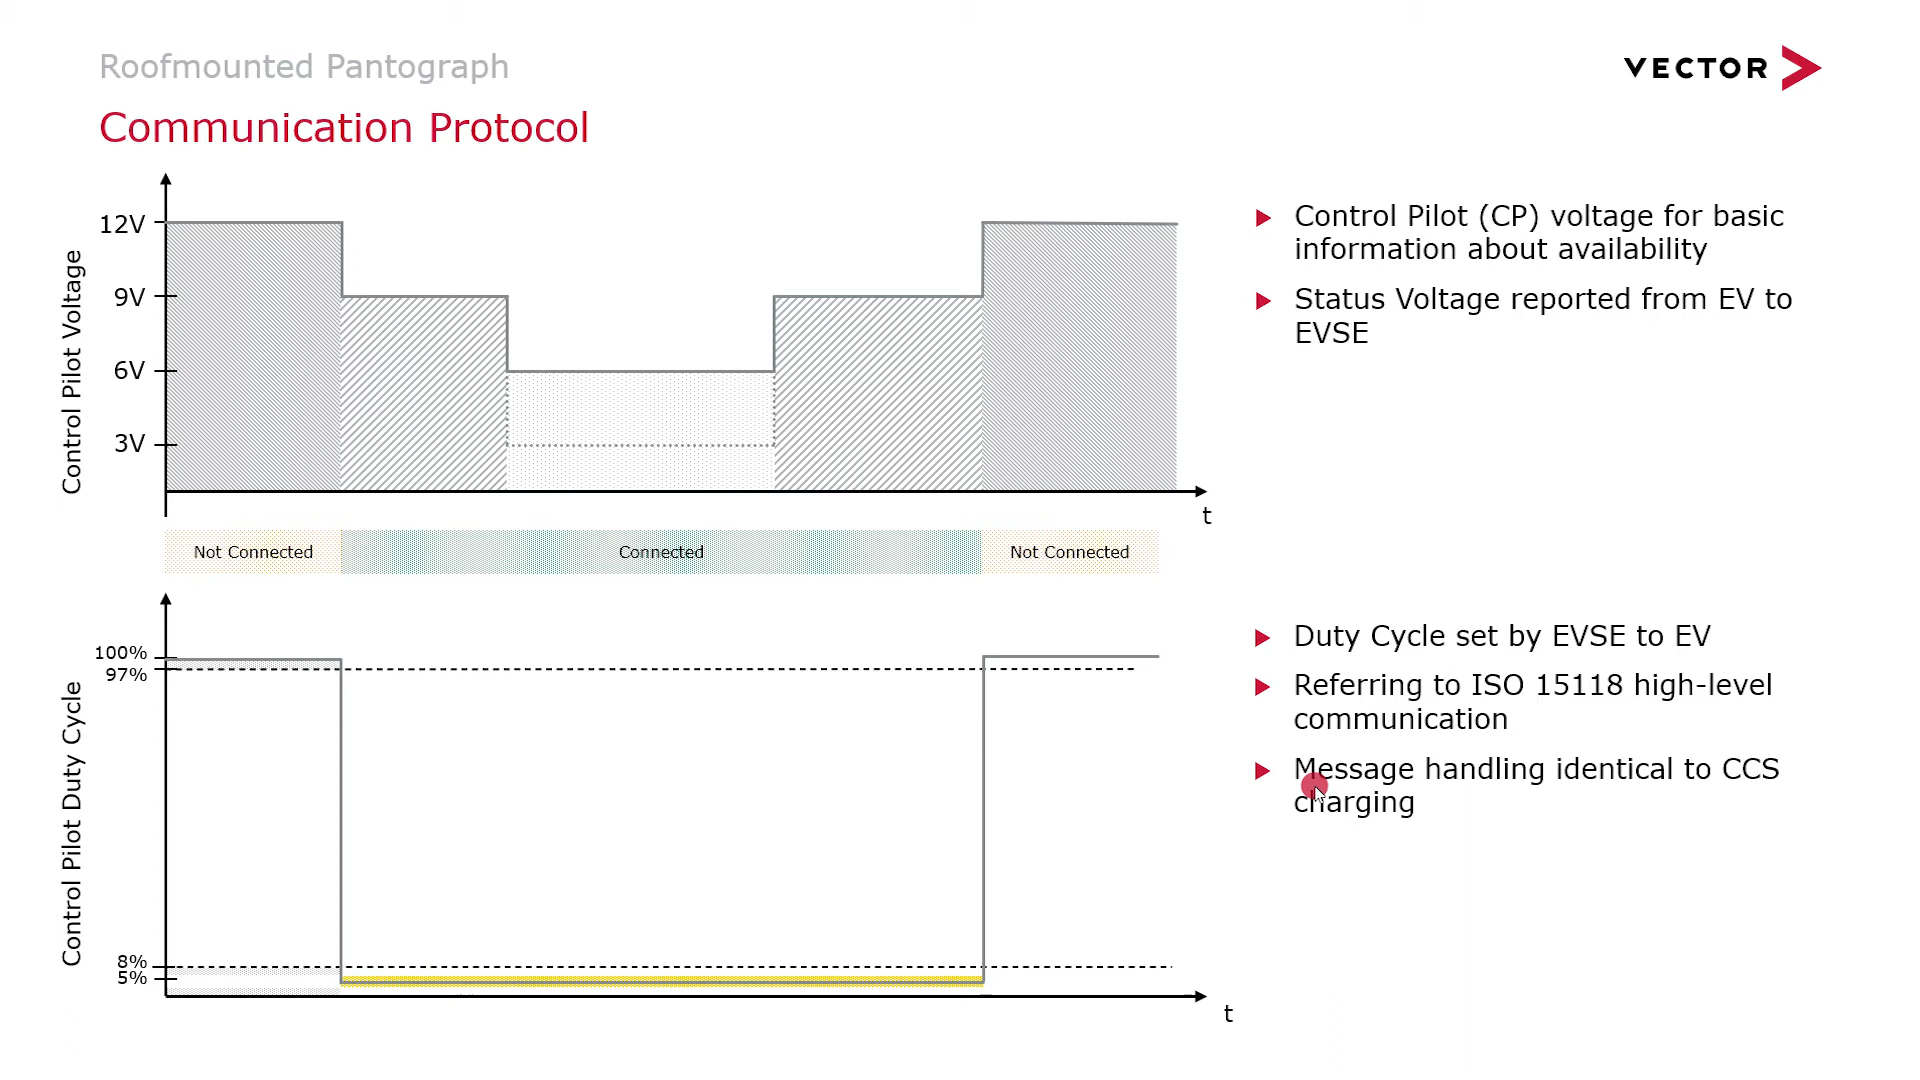 Roofmounted Pantograph
VECTOR
Communication Protocol
Control Pilot Voltage
12V
9V
6V
3V
t
Not Connected
Connected
Not Connected
Control Pilot (CP) voltage for basic
information about availability
Status Voltage reported from EV to
EVSE
Control Pilot Duty Cycle
100%
97%
8%
5%
t
Duty Cycle set by EVSE to EV
Referring to ISO 15118 high-level
communication
Message handling identical to CCS
charging